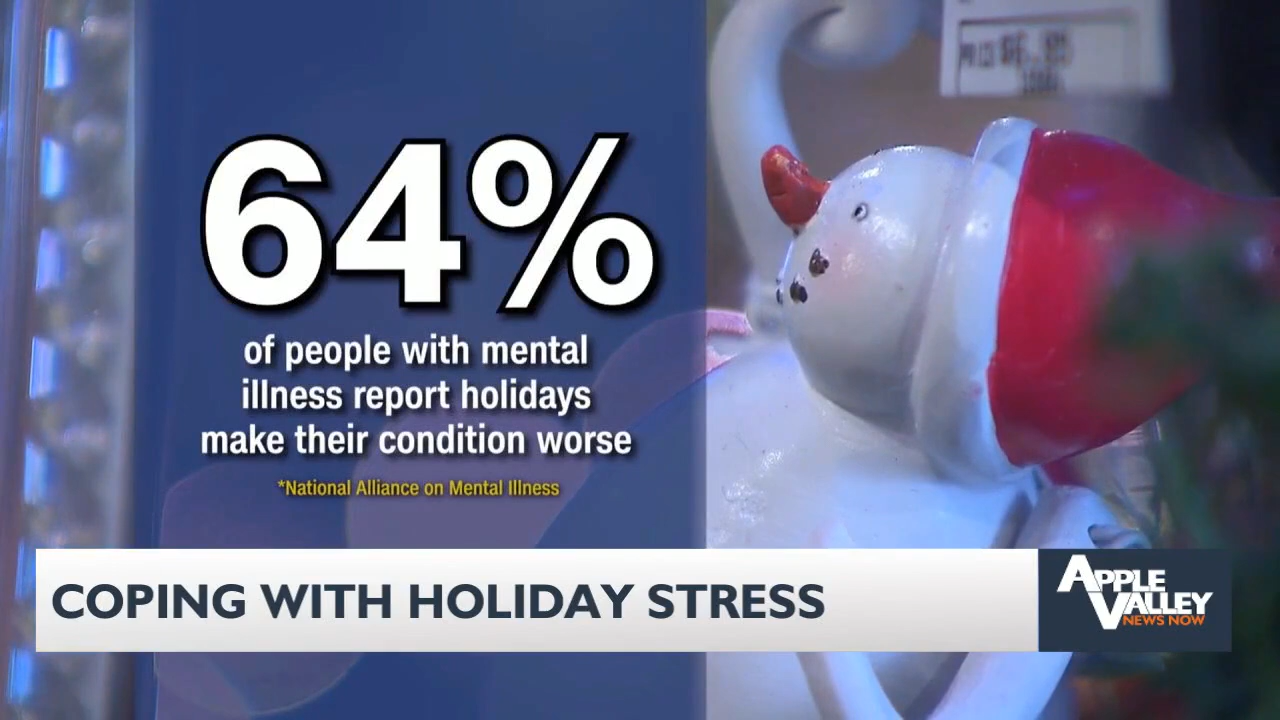 64%
of people with mental
illness report holidays
make their condition worse
*National Alliance on Mental Illness
COPING WITH HOLIDAY STRESS
APPLE
VALLEY
NEWS NOW